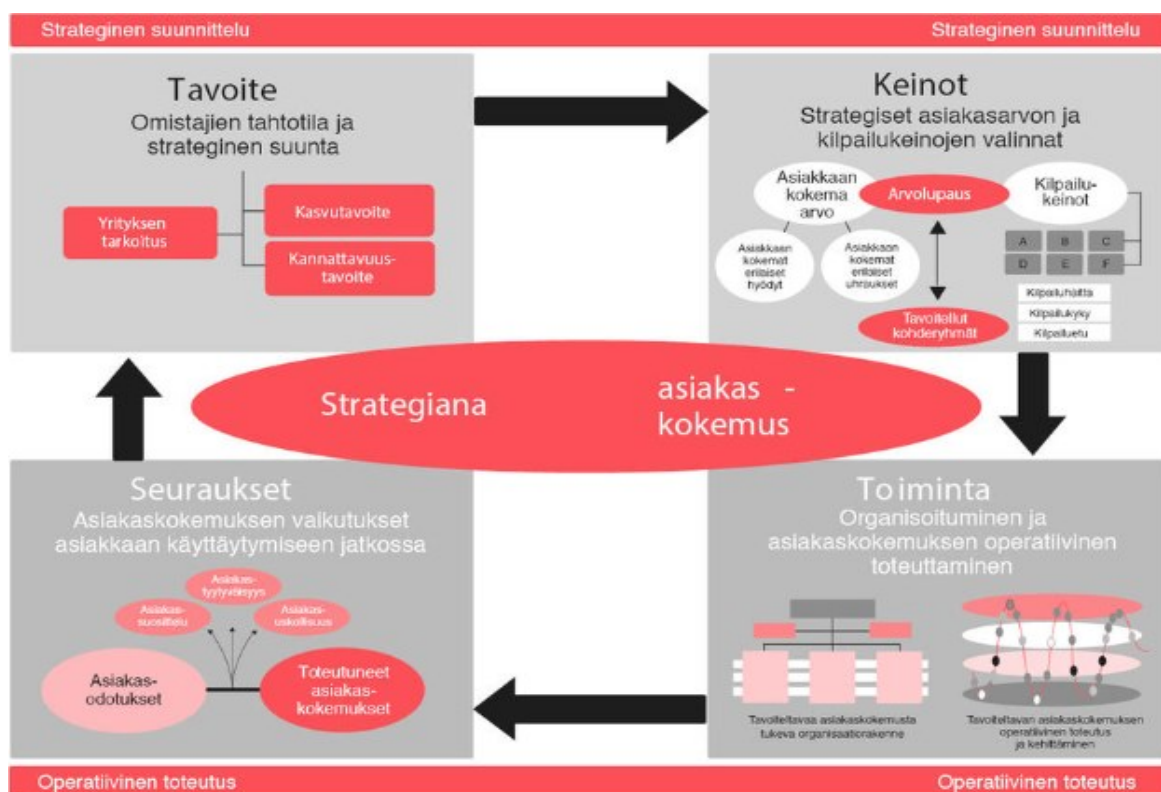 Strateginen suunnittelu
Strateginen suunnittelu
Tavoite
Omistajien tahtotila ja
strateginen suunta
Yrityksen
tarkoitus
Kasvutavoite
Kannattavuus-
tavoite
Keinot
Strategiset asiakasarvon ja
kilpailukeinojen valinnat
Asiakkaan
kokema
arvo
Arvolupaus
Kilpailu-
keinot
Asiakkaan
kokemat
erilaiset
hyödyt
Asiakkaan
kokemat
erilaiset
uhraukset
A B C
D E F
Kilpailuhaitta
Kilpailukyky
Kilpailuetu
Tavoitellut
kohderyhmät
Strategiana
asiakas -
kokemus
Seuraukset
Asiakaskokemuksen vaikutukset
asiakkaan käyttäytymiseen jatkossa
Asiakas-
tyytyväisyys
Asiakas-
suosittelu
Asiakas-
uskollisuus
Asiakas-
odotukset
Toteutuneet
asiakas-
kokemukset
Toiminta
Organisoituminen ja
asiakaskokemuksen operatiivinen
toteuttaminen
Tavoiteltavaa asiakaskokemusta
tukeva organisaatiorakenne
Tavoiteltavan asiakaskokemuksen
operatiivinen toteutus
ja kehittäminen
Operatiivinen toteutus
Operatiivinen toteutus